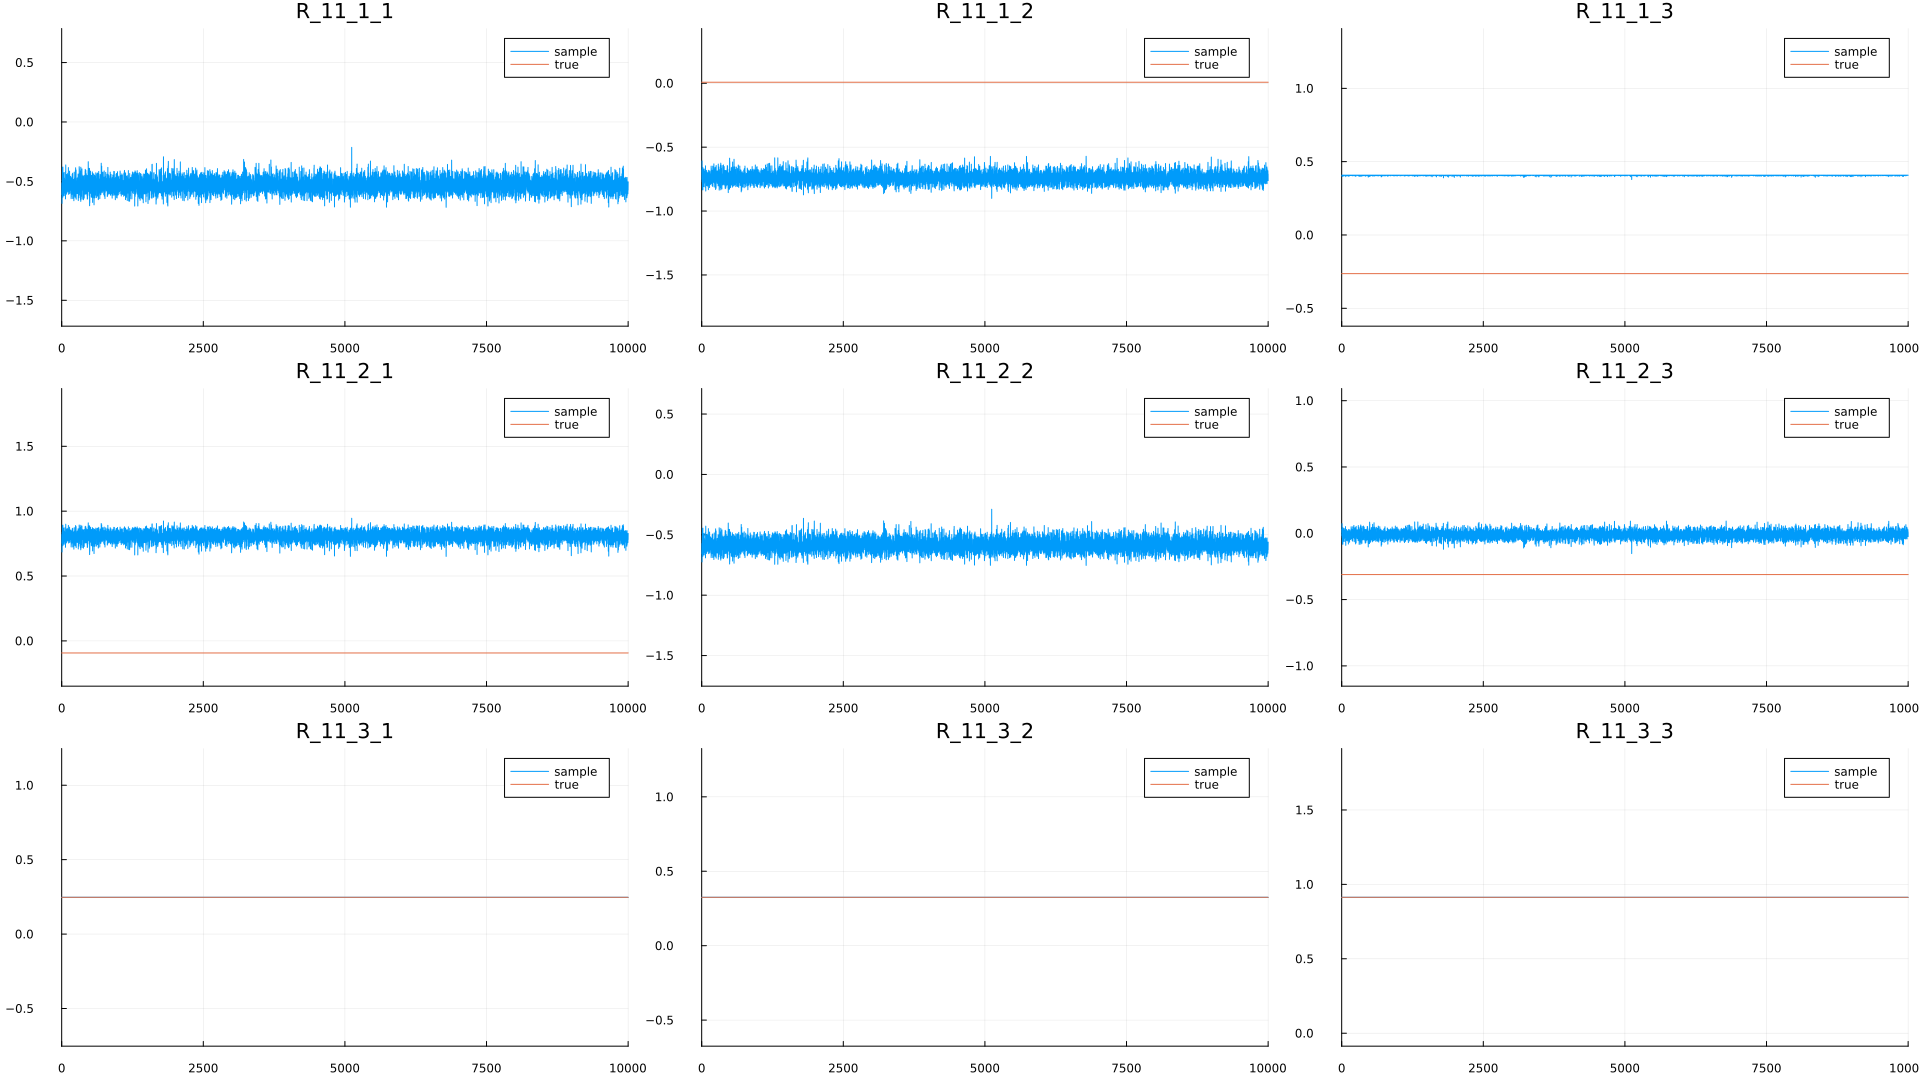 R_11_1_1 R_11_1_2 R_11_1_3
sample sample sample
true true true
0.5 0.0 1.0
0.0 −0.5 0.5
−0.5 −1.0 0.0
−1.0 −1.5 −0.5
−1.5
0 2500 5000 7500 10000 0 2500 5000 7500 10000 0 2500 5000 7500 1000
R_11_2_1 R_11_2_2 R_11_2_3
sample sample sample
true true true
1.5 0.5 1.0
1.0 0.0 0.5
0.5 −0.5 0.0
0.0 −1.0 −0.5
−1.5 −1.0
0 2500 5000 7500 10000 0 2500 5000 7500 10000 0 2500 5000 7500 1000
R_11_3_1 R_11_3_2 R_11_3_3
sample sample sample
true true true
1.0 1.0 1.5
0.5 0.5 1.0
0.0 0.0 0.5
−0.5 −0.5 0.0
0 2500 5000 7500 10000 0 2500 5000 7500 10000 0 2500 5000 7500 1000